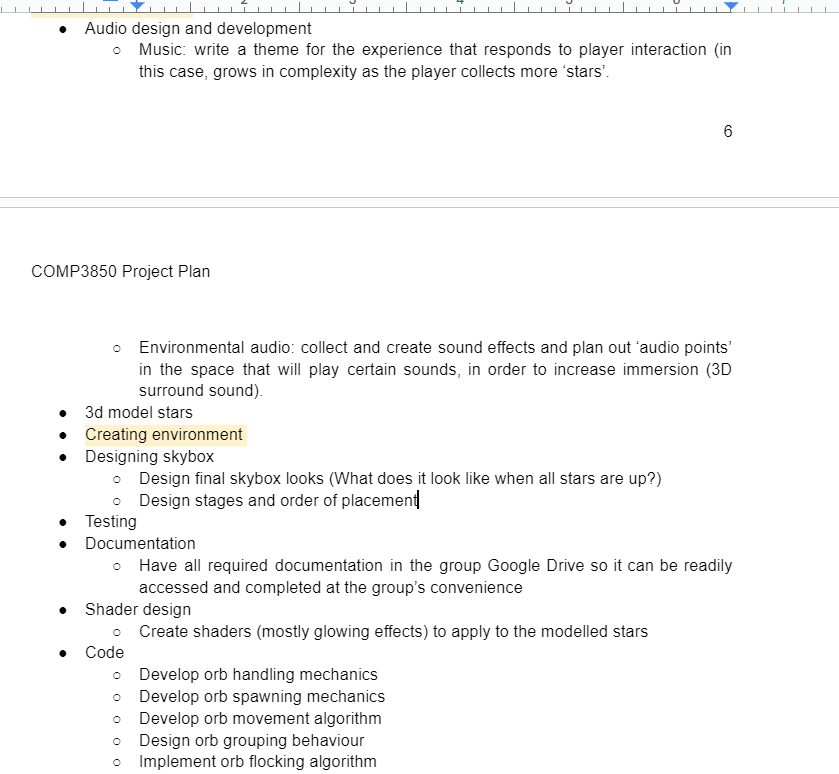 ● Audio design and development
○ Music: write a theme for the experience that responds to player interaction (in
this case, grows in complexity as the player collects more ‘stars’.
6
COMP3850 Project Plan
○ Environmental audio: collect and create sound effects and plan out ‘audio points’
in the space that will play certain sounds, in order to increase immersion (3D
surround sound).
● 3d model stars
● Creating environment
● Designing skybox
○ Design final skybox looks (What does it look like when all stars are up?)
○ Design stages and order of placement
● Testing
● Documentation
○ Have all required documentation in the group Google Drive so it can be readily
accessed and completed at the group’s convenience
● Shader design
○ Create shaders (mostly glowing effects) to apply to the modelled stars
● Code
○ Develop orb handling mechanics
○ Develop orb spawning mechanics
○ Develop orb movement algorithm
○ Design orb grouping behaviour
○ Implement orb flocking algorithm